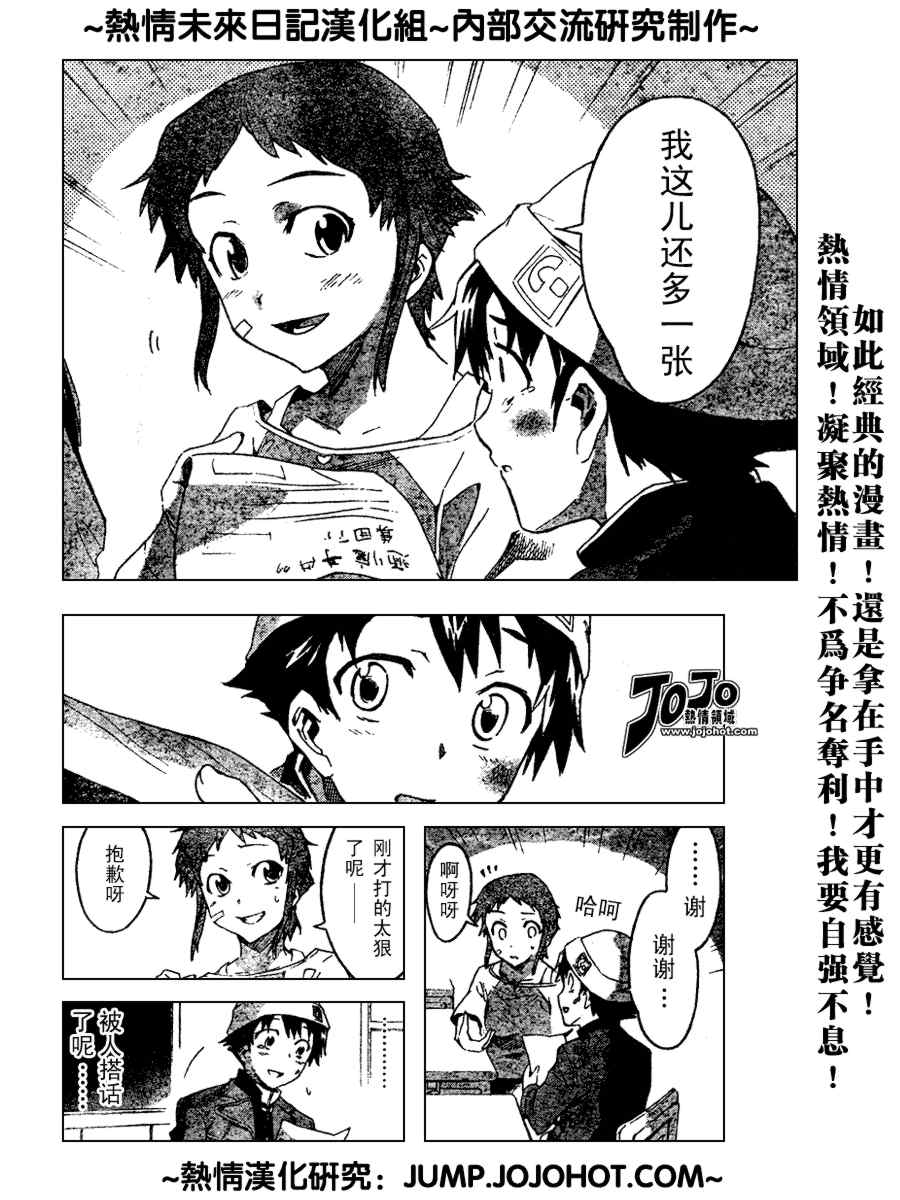 ~熱情未來日記漢化組~內部交流研究制作~
我这儿还多一张
如此經典的漫畫！還是拿在手中才更有感覺！
熱情領域！凝聚熱情！不爲争名奪利！我要自强不息！
JOJO
熱情領域
www.jojohot.com
……谢
谢谢…
哈呵
啊呀呀
刚才打的太狠
了呢──
抱歉呀
………
被人搭话
了呢……
~熱情漢化研究：JUMP.JOJOHOT.COM~